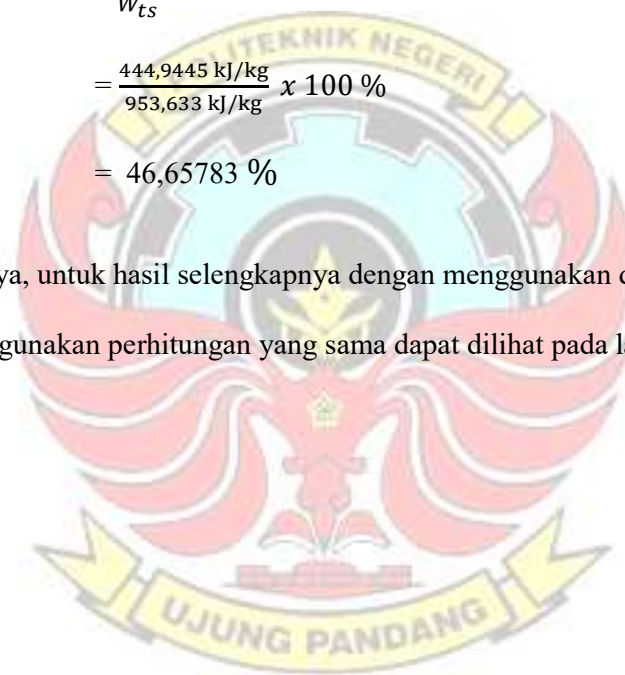 W_ts
POLITEKNIK NEGERI
= 444,9445 kJ/kg / 953,633 kJ/kg x 100 %
= 46,65783 %
ya, untuk hasil selengkapnya dengan menggunakan
gunakan perhitungan yang sama dapat dilihat pada
UJUNG PANDANG